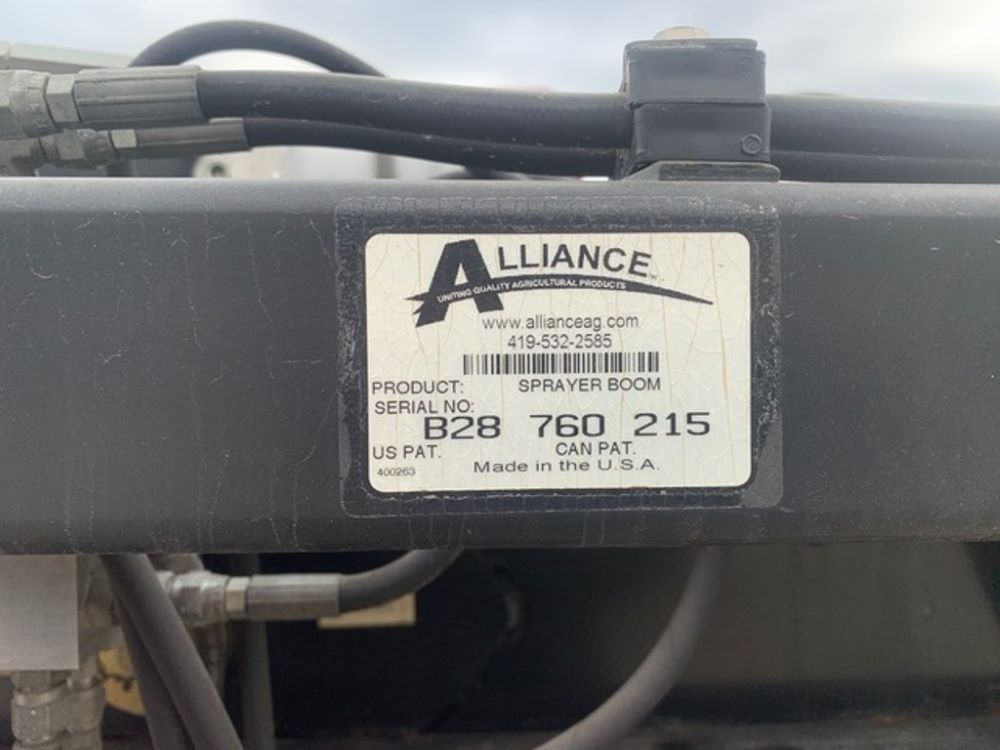 ALLIANCE™
UNITING QUALITY AGRICULTURAL PRODUCTS
www.allianceag.com
419-532-2585
PRODUCT: SPRAYER BOOM
SERIAL NO:
B28 760 215
US PAT. CAN PAT.
400263 Made in the U.S.A.